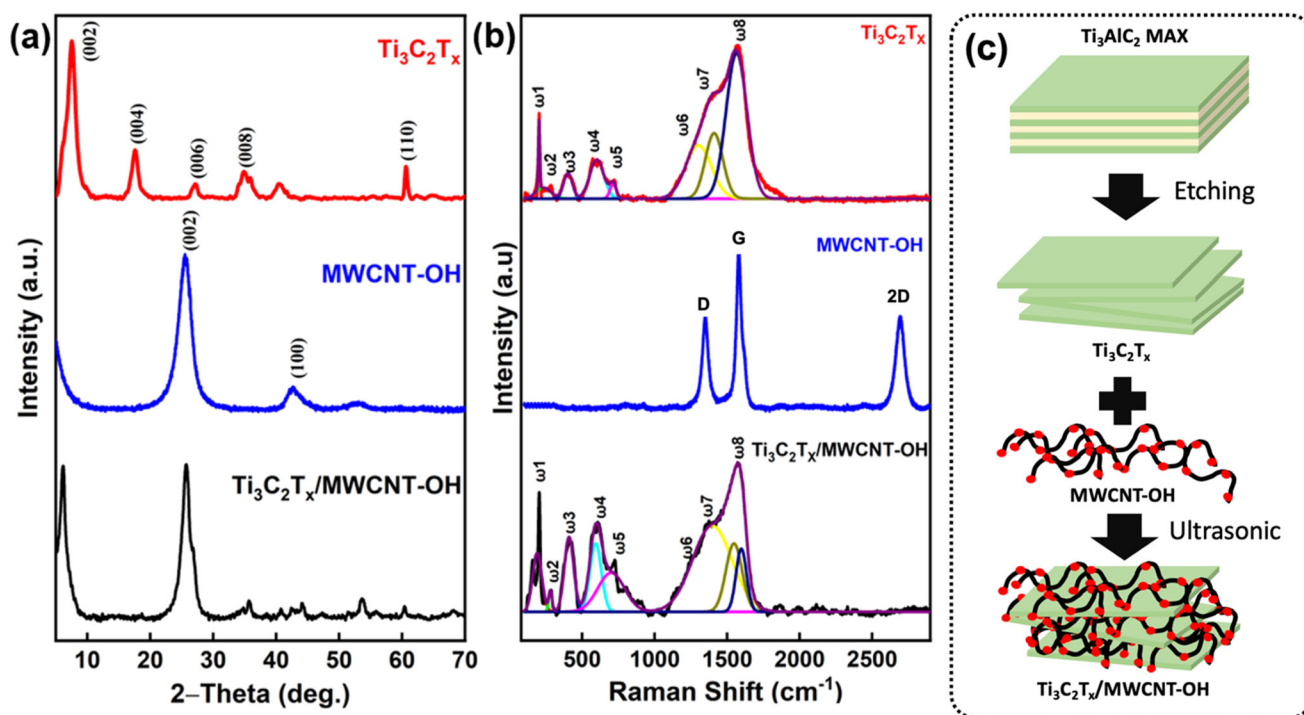 (a)
Ti₃C₂Tₓ
(002)
(004)
(006)
(008)
(110)
MWCNT-OH
(002)
(100)
Ti₃C₂Tₓ/MWCNT-OH
Intensity (a.u.)
10 20 30 40 50 60 70
2−Theta (deg.)
(b)
Ti₃C₂Tₓ
ω1
ω2
ω3
ω4
ω5
ω6
ω7
ω8
MWCNT-OH
D
G
2D
Ti₃C₂Tₓ/MWCNT-OH
ω1
ω2
ω3
ω4
ω5
ω6
ω7
ω8
Intensity (a.u)
500 1000 1500 2000 2500
Raman Shift (cm⁻¹)
(c)
Ti₃AlC₂ MAX
Etching
Ti₃C₂Tₓ
MWCNT-OH
Ultrasonic
Ti₃C₂Tₓ/MWCNT-OH